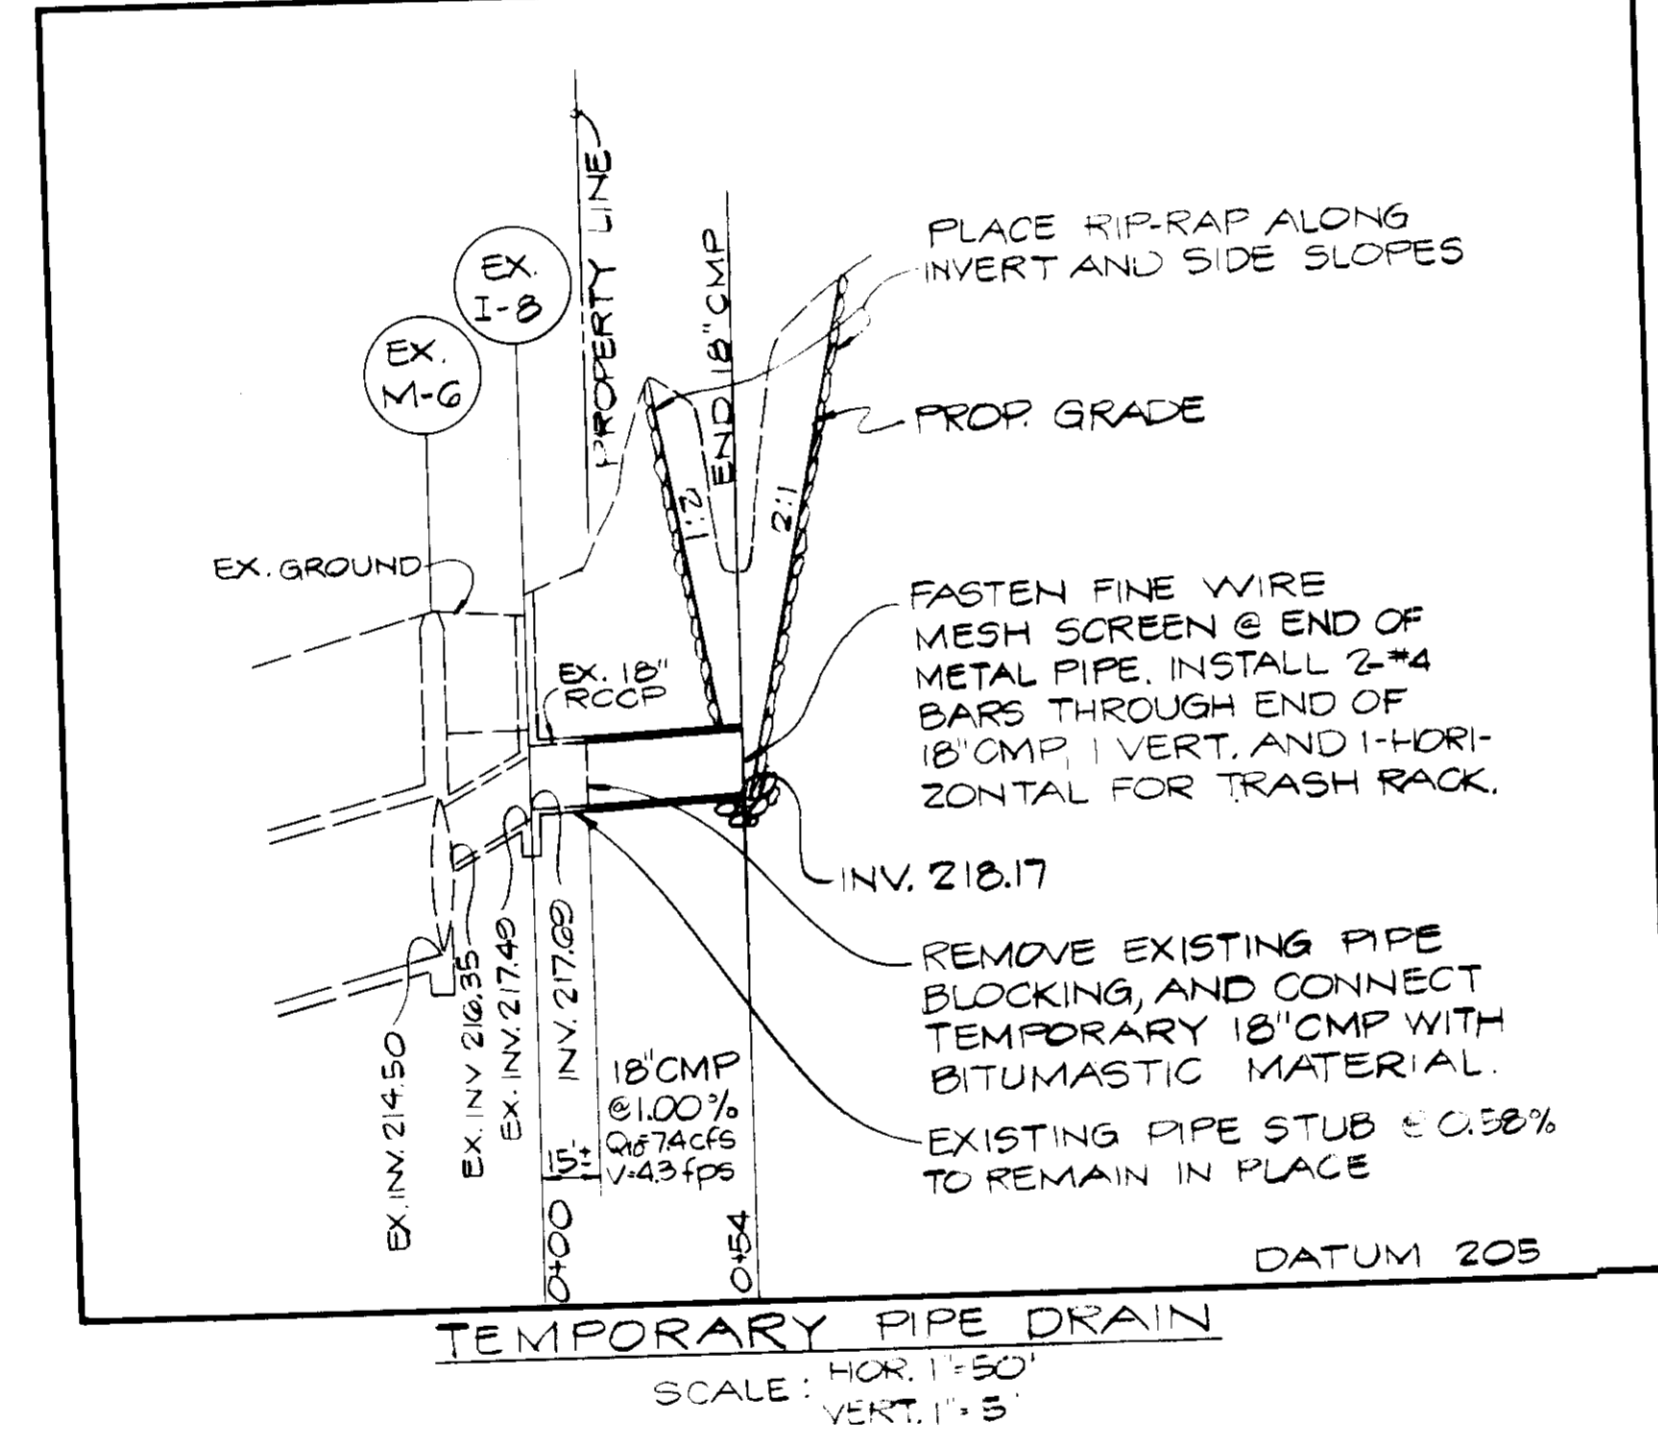 EX.
I-8
EX.
M-6
PROPERTY LINE
END 18" CMP
PLACE RIP-RAP ALONG
INVERT AND SIDE SLOPES
PROP. GRADE
1:2
2:1
EX. GROUND
EX. 18"
RCCP
FASTEN FINE WIRE
MESH SCREEN @ END OF
METAL PIPE. INSTALL 2-#4
BARS THROUGH END OF
18" CMP, 1 VERT. AND 1-HORI-
ZONTAL FOR TRASH RACK.
INV. 218.17
REMOVE EXISTING PIPE
BLOCKING, AND CONNECT
TEMPORARY 18" CMP WITH
BITUMASTIC MATERIAL.
EXISTING PIPE STUB @ 0.58%
TO REMAIN IN PLACE
EX. INV. 214.50
EX. INV 216.35
EX. INV. 217.49
INV. 217.69
18" CMP
@ 1.00%
Q10=7.4cfs
V=4.3fps
15'±
0+00
0+54
DATUM 205
TEMPORARY PIPE DRAIN
SCALE: HOR. 1"=50'
VERT. 1"=5'